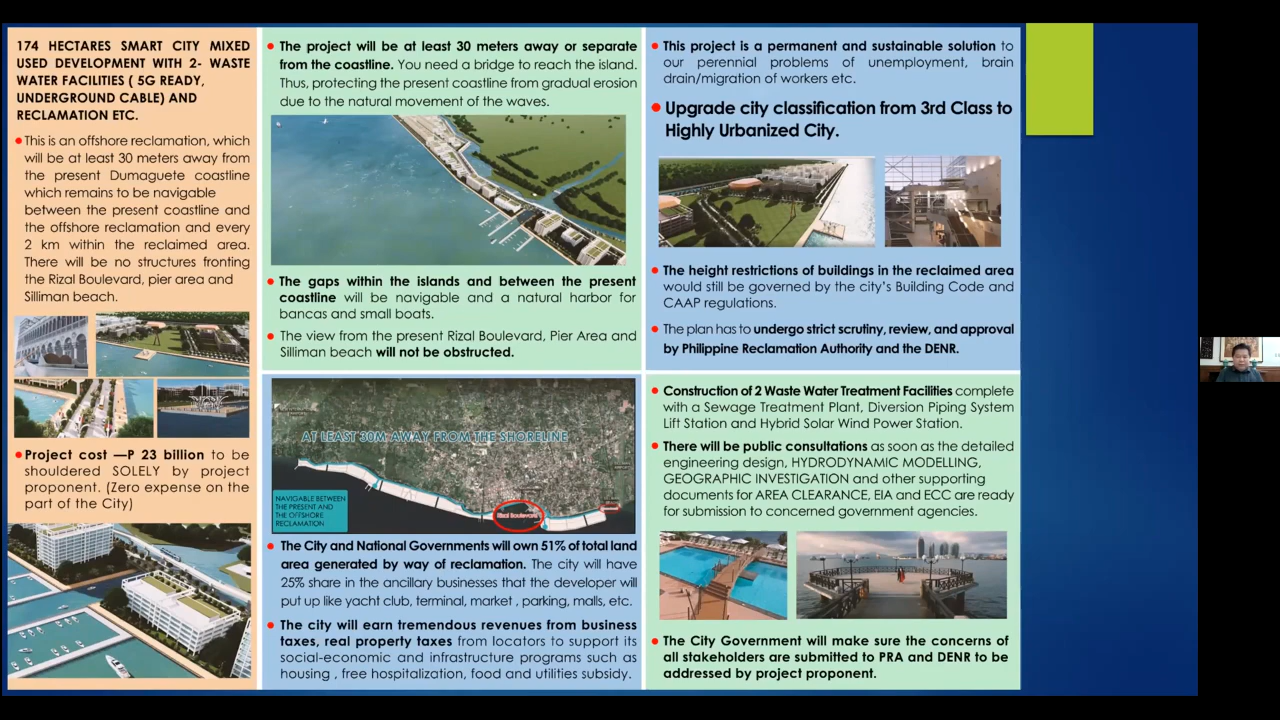 174 HECTARES SMART CITY MIXED
USED DEVELOPMENT WITH 2- WASTE
WATER FACILITIES ( 5G READY,
UNDERGROUND CABLE) AND
RECLAMATION ETC.
This is an offshore reclamation, which
will be at least 30 meters away from
the present Dumaguete coastline
which remains to be navigable
between the present coastline and
the offshore reclamation and every
2 km within the reclaimed area.
There will be no structures fronting
the Rizal Boulevard, pier area and
Silliman beach.
Project cost —P 23 billion to be
shouldered SOLELY by project
proponent. (Zero expense on the
part of the City)
The project will be at least 30 meters away or separate
from the coastline. You need a bridge to reach the island.
Thus, protecting the present coastline from gradual erosion
due to the natural movement of the waves.
The gaps within the islands and between the present
coastline will be navigable and a natural harbor for
bancas and small boats.
The view from the present Rizal Boulevard, Pier Area and
Silliman beach will not be obstructed.
AT LEAST 30M AWAY FROM THE SHORELINE
NAVIGABLE BETWEEN
THE PRESENT AND
THE OFFSHORE
RECLAMATION
Rizal Boulevard
The City and National Governments will own 51% of total land
area generated by way of reclamation. The city will have
25% share in the ancillary businesses that the developer will
put up like yacht club, terminal, market , parking, malls, etc.
The city will earn tremendous revenues from business
taxes, real property taxes from locators to support its
social-economic and infrastructure programs such as
housing , free hospitalization, food and utilities subsidy.
This project is a permanent and sustainable solution to
our perennial problems of unemployment, brain
drain/migration of workers etc.
Upgrade city classification from 3rd Class to
Highly Urbanized City.
The height restrictions of buildings in the reclaimed area
would still be governed by the city's Building Code and
CAAP regulations.
The plan has to undergo strict scrutiny, review, and approval
by Philippine Reclamation Authority and the DENR.
Construction of 2 Waste Water Treatment Facilities complete
with a Sewage Treatment Plant, Diversion Piping System
Lift Station and Hybrid Solar Wind Power Station.
There will be public consultations as soon as the detailed
engineering design, HYDRODYNAMIC MODELLING,
GEOGRAPHIC INVESTIGATION and other supporting
documents for AREA CLEARANCE, EIA and ECC are ready
for submission to concerned government agencies.
The City Government will make sure the concerns of
all stakeholders are submitted to PRA and DENR to be
addressed by project proponent.